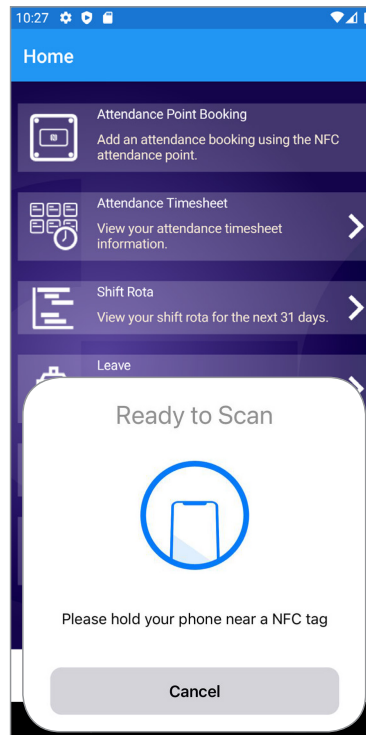 10:27
Home
Attendance Point Booking
Add an attendance booking using the NFC
attendance point.
Attendance Timesheet
View your attendance timesheet
information.
Shift Rota
View your shift rota for the next 31 days.
Leave
Ready to Scan
Please hold your phone near a NFC tag
Cancel